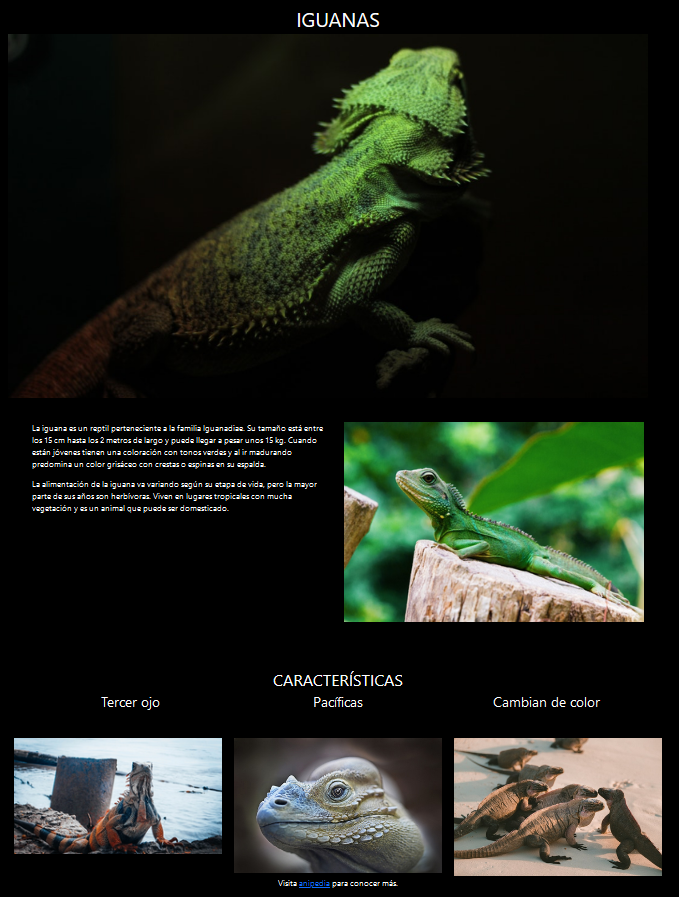 IGUANAS
La iguana es un reptil perteneciente a la familia Iguanadiae. Su tamaño está entre
los 15 cm hasta los 2 metros de largo y puede llegar a pesar unos 15 kg. Cuando
están jóvenes tienen una coloración con tonos verdes y al ir madurando
predomina un color grisáceo con crestas o espinas en su espalda.
La alimentación de la iguana va variando según su etapa de vida, pero la mayor
parte de sus años son herbívoras. Viven en lugares tropicales con mucha
vegetación y es un animal que puede ser domesticado.
CARACTERÍSTICAS
Tercer ojo
Pacíficas
Cambian de color
Visita anipedia para conocer más.